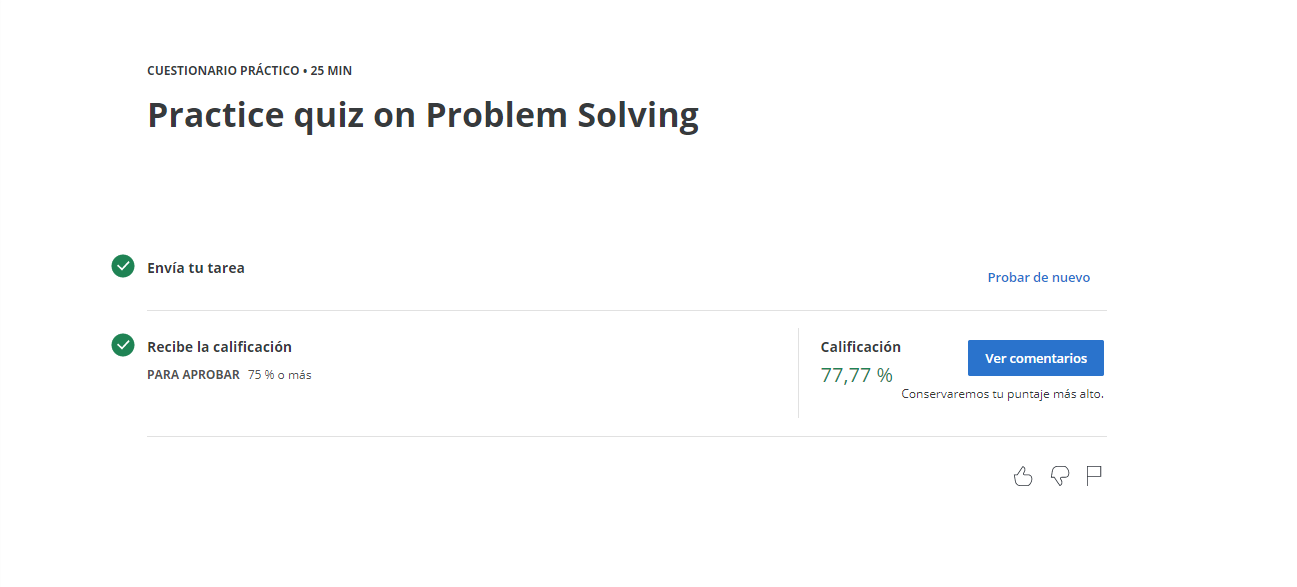 CUESTIONARIO PRÁCTICO • 25 MIN
Practice quiz on Problem Solving
Envía tu tarea
Probar de nuevo
Recibe la calificación
PARA APROBAR 75 % o más
Calificación
77,77 %
Ver comentarios
Conservaremos tu puntaje más alto.